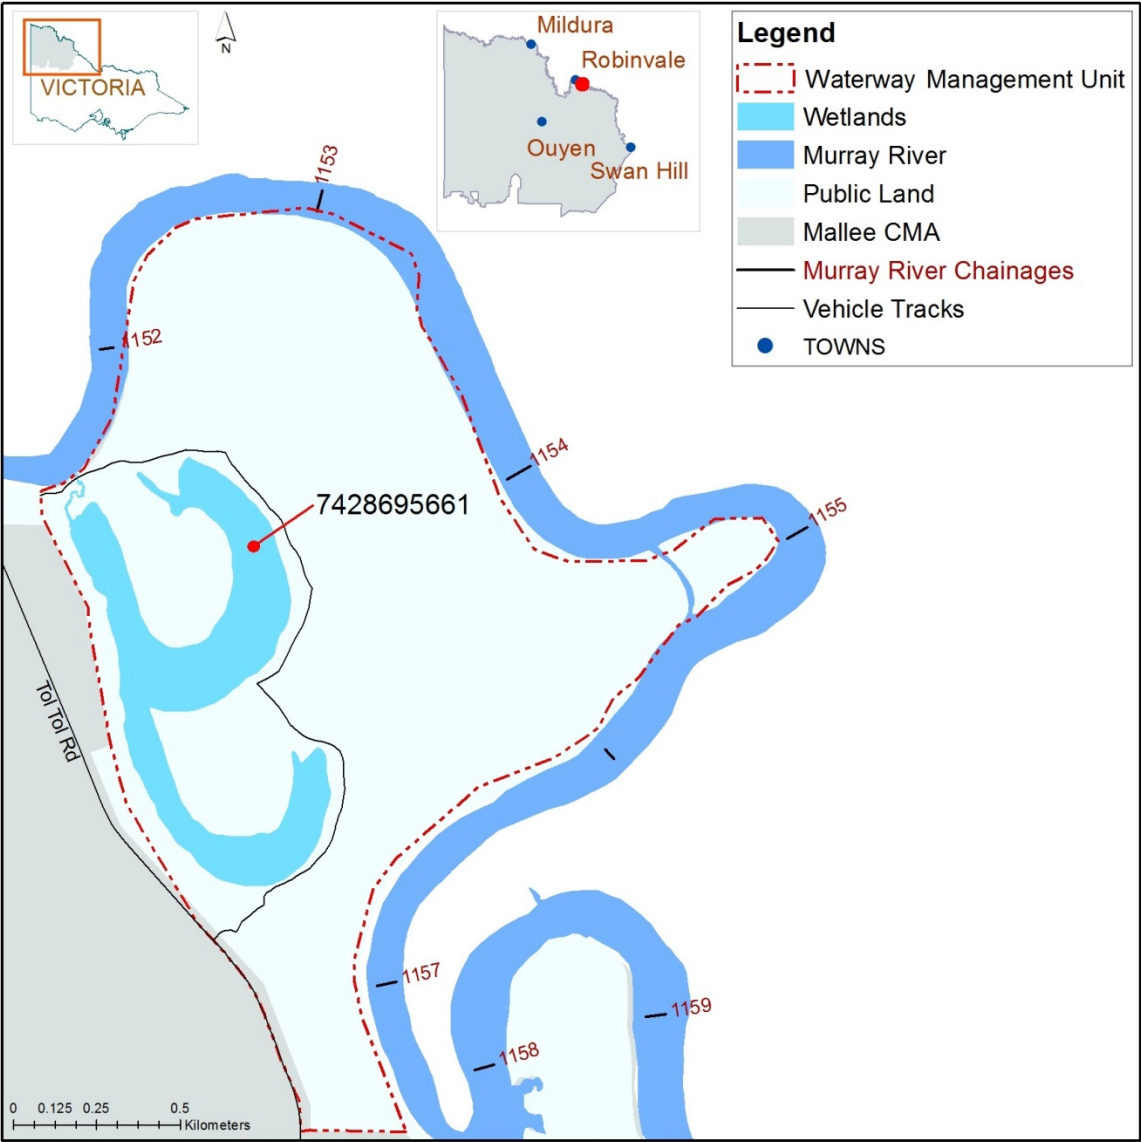 N
VICTORIA
Mildura
Robinvale
Ouyen
Swan Hill
Legend
Waterway Management Unit
Wetlands
Murray River
Public Land
Mallee CMA
Murray River Chainages
Vehicle Tracks
TOWNS
1153
1152
1154
7428695661
1155
Tol Tol Rd
1157
1159
1158
0 0.125 0.25 0.5
Kilometers